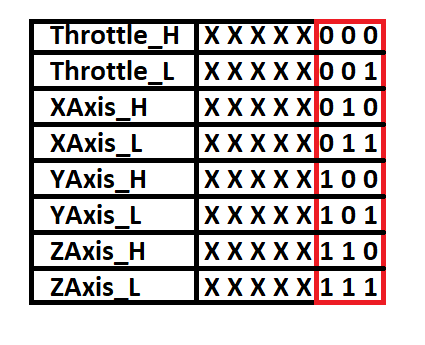 Throttle_H X X X X X 0 0 0
Throttle_L X X X X X 0 0 1
XAxis_H X X X X X 0 1 0
XAxis_L X X X X X 0 1 1
YAxis_H X X X X X 1 0 0
YAxis_L X X X X X 1 0 1
ZAxis_H X X X X X 1 1 0
ZAxis_L X X X X X 1 1 1